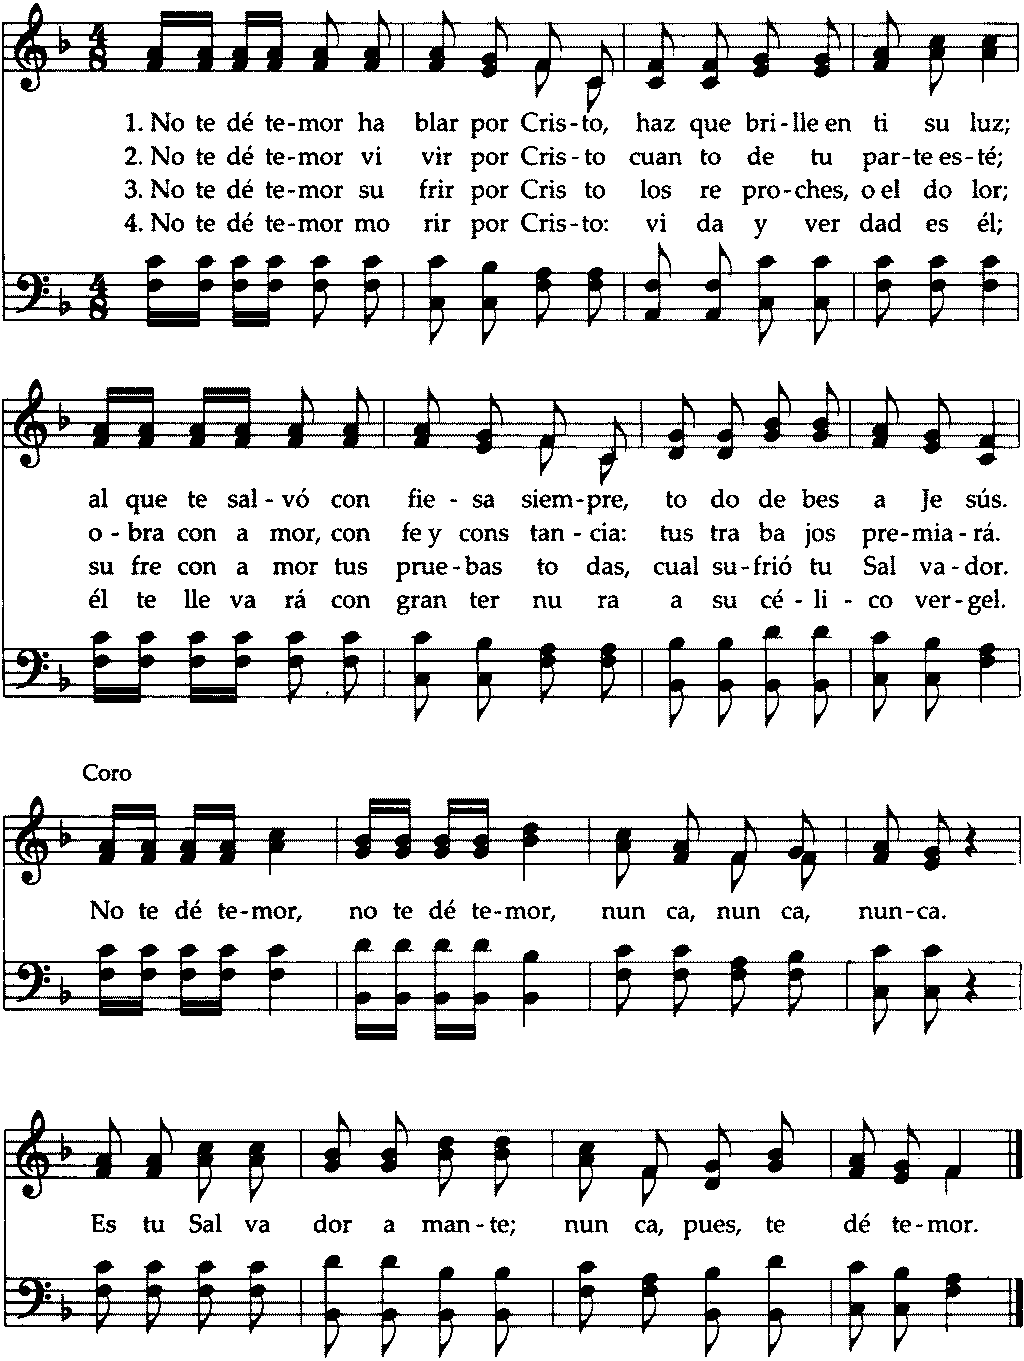 4 8
1. No te dé te-mor ha blar por Cris-to, haz que bri-lle en ti su luz;
2. No te dé te-mor vi vir por Cris-to cuan to de tu par-te es-té;
3. No te dé te-mor su frir por Cris to los re pro-ches, o el do lor;
4. No te dé te-mor mo rir por Cris-to: vi da y ver dad es él;
4 8
al que te sal-vó con fie-sa siem-pre, to do de bes a Je sús.
o-bra con a mor, con fe y cons tan-cia: tus tra ba jos pre-mia-rá.
su fre con a mor tus prue-bas to das, cual su-frió tu Sal va-dor.
él te lle va rá con gran ter nu ra a su cé-li-co ver-gel.
Coro
No te dé te-mor, no te dé te-mor, nun ca, nun ca, nun-ca.
Es tu Sal va dor a man-te; nun ca, pues, te dé te-mor.